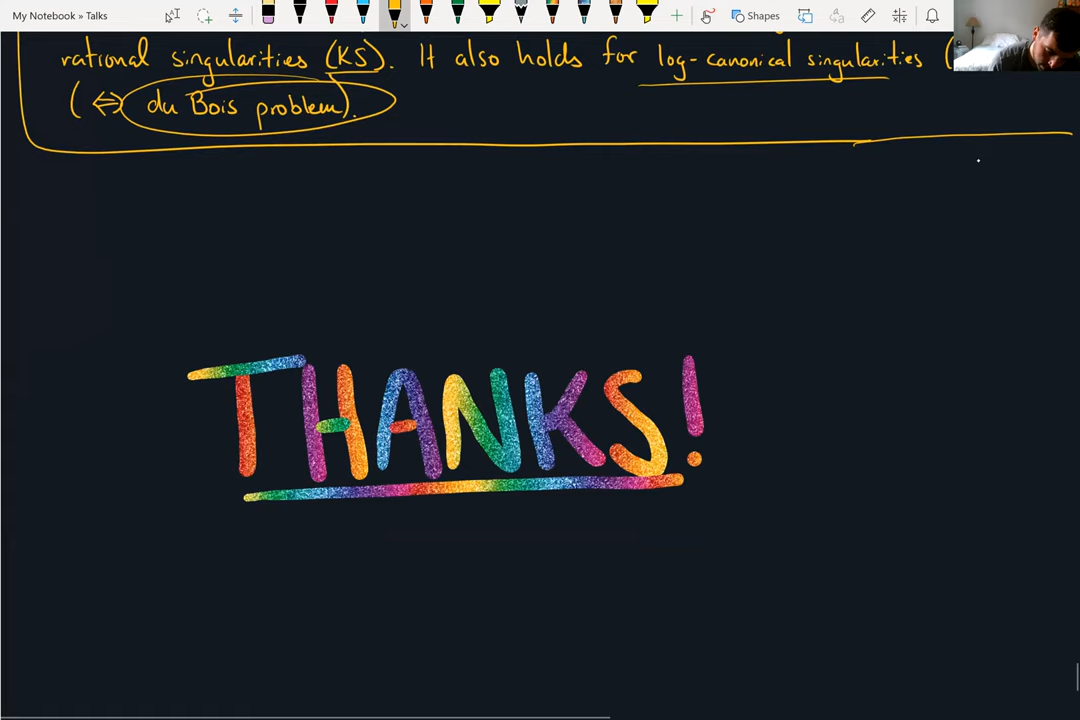 My Notebook » Talks
Shapes
rational singularities (KS). It also holds for log-canonical singularities (
( ⇔ du Bois problem).
THANKS!